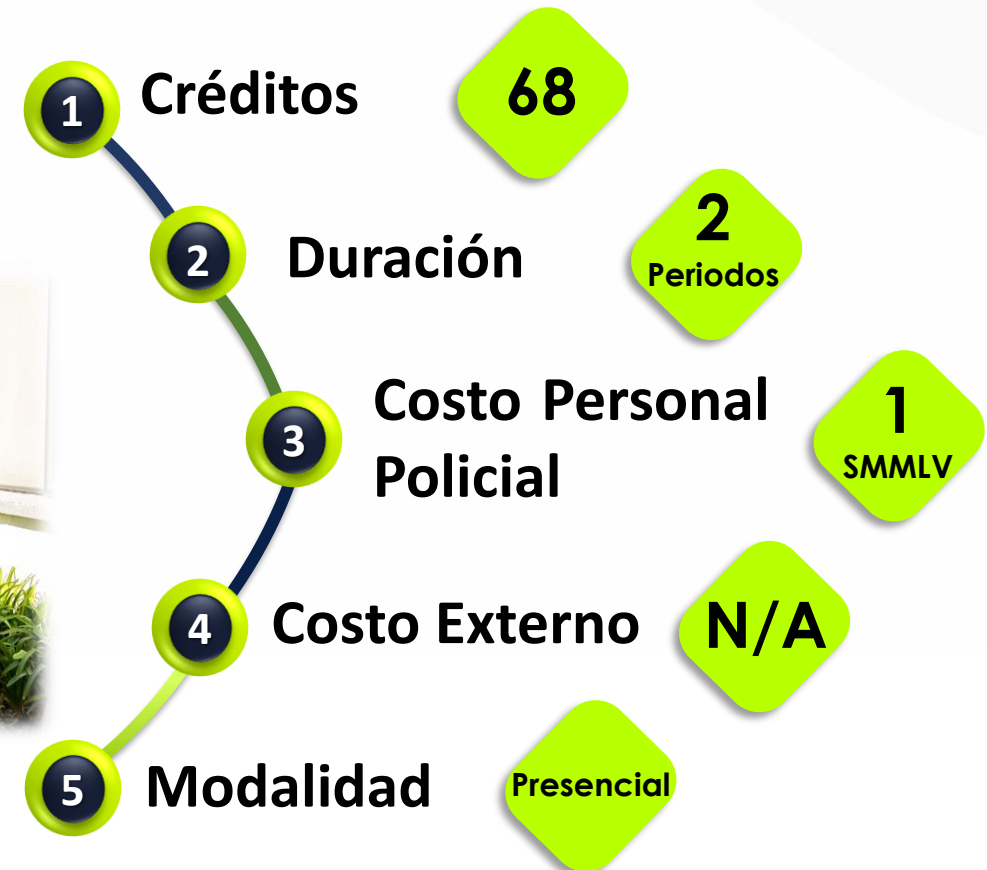 1
Créditos
68
2
Duración
2
Periodos
3
Costo Personal
Policial
1
SMMLV
4
Costo Externo
N/A
5
Modalidad
Presencial